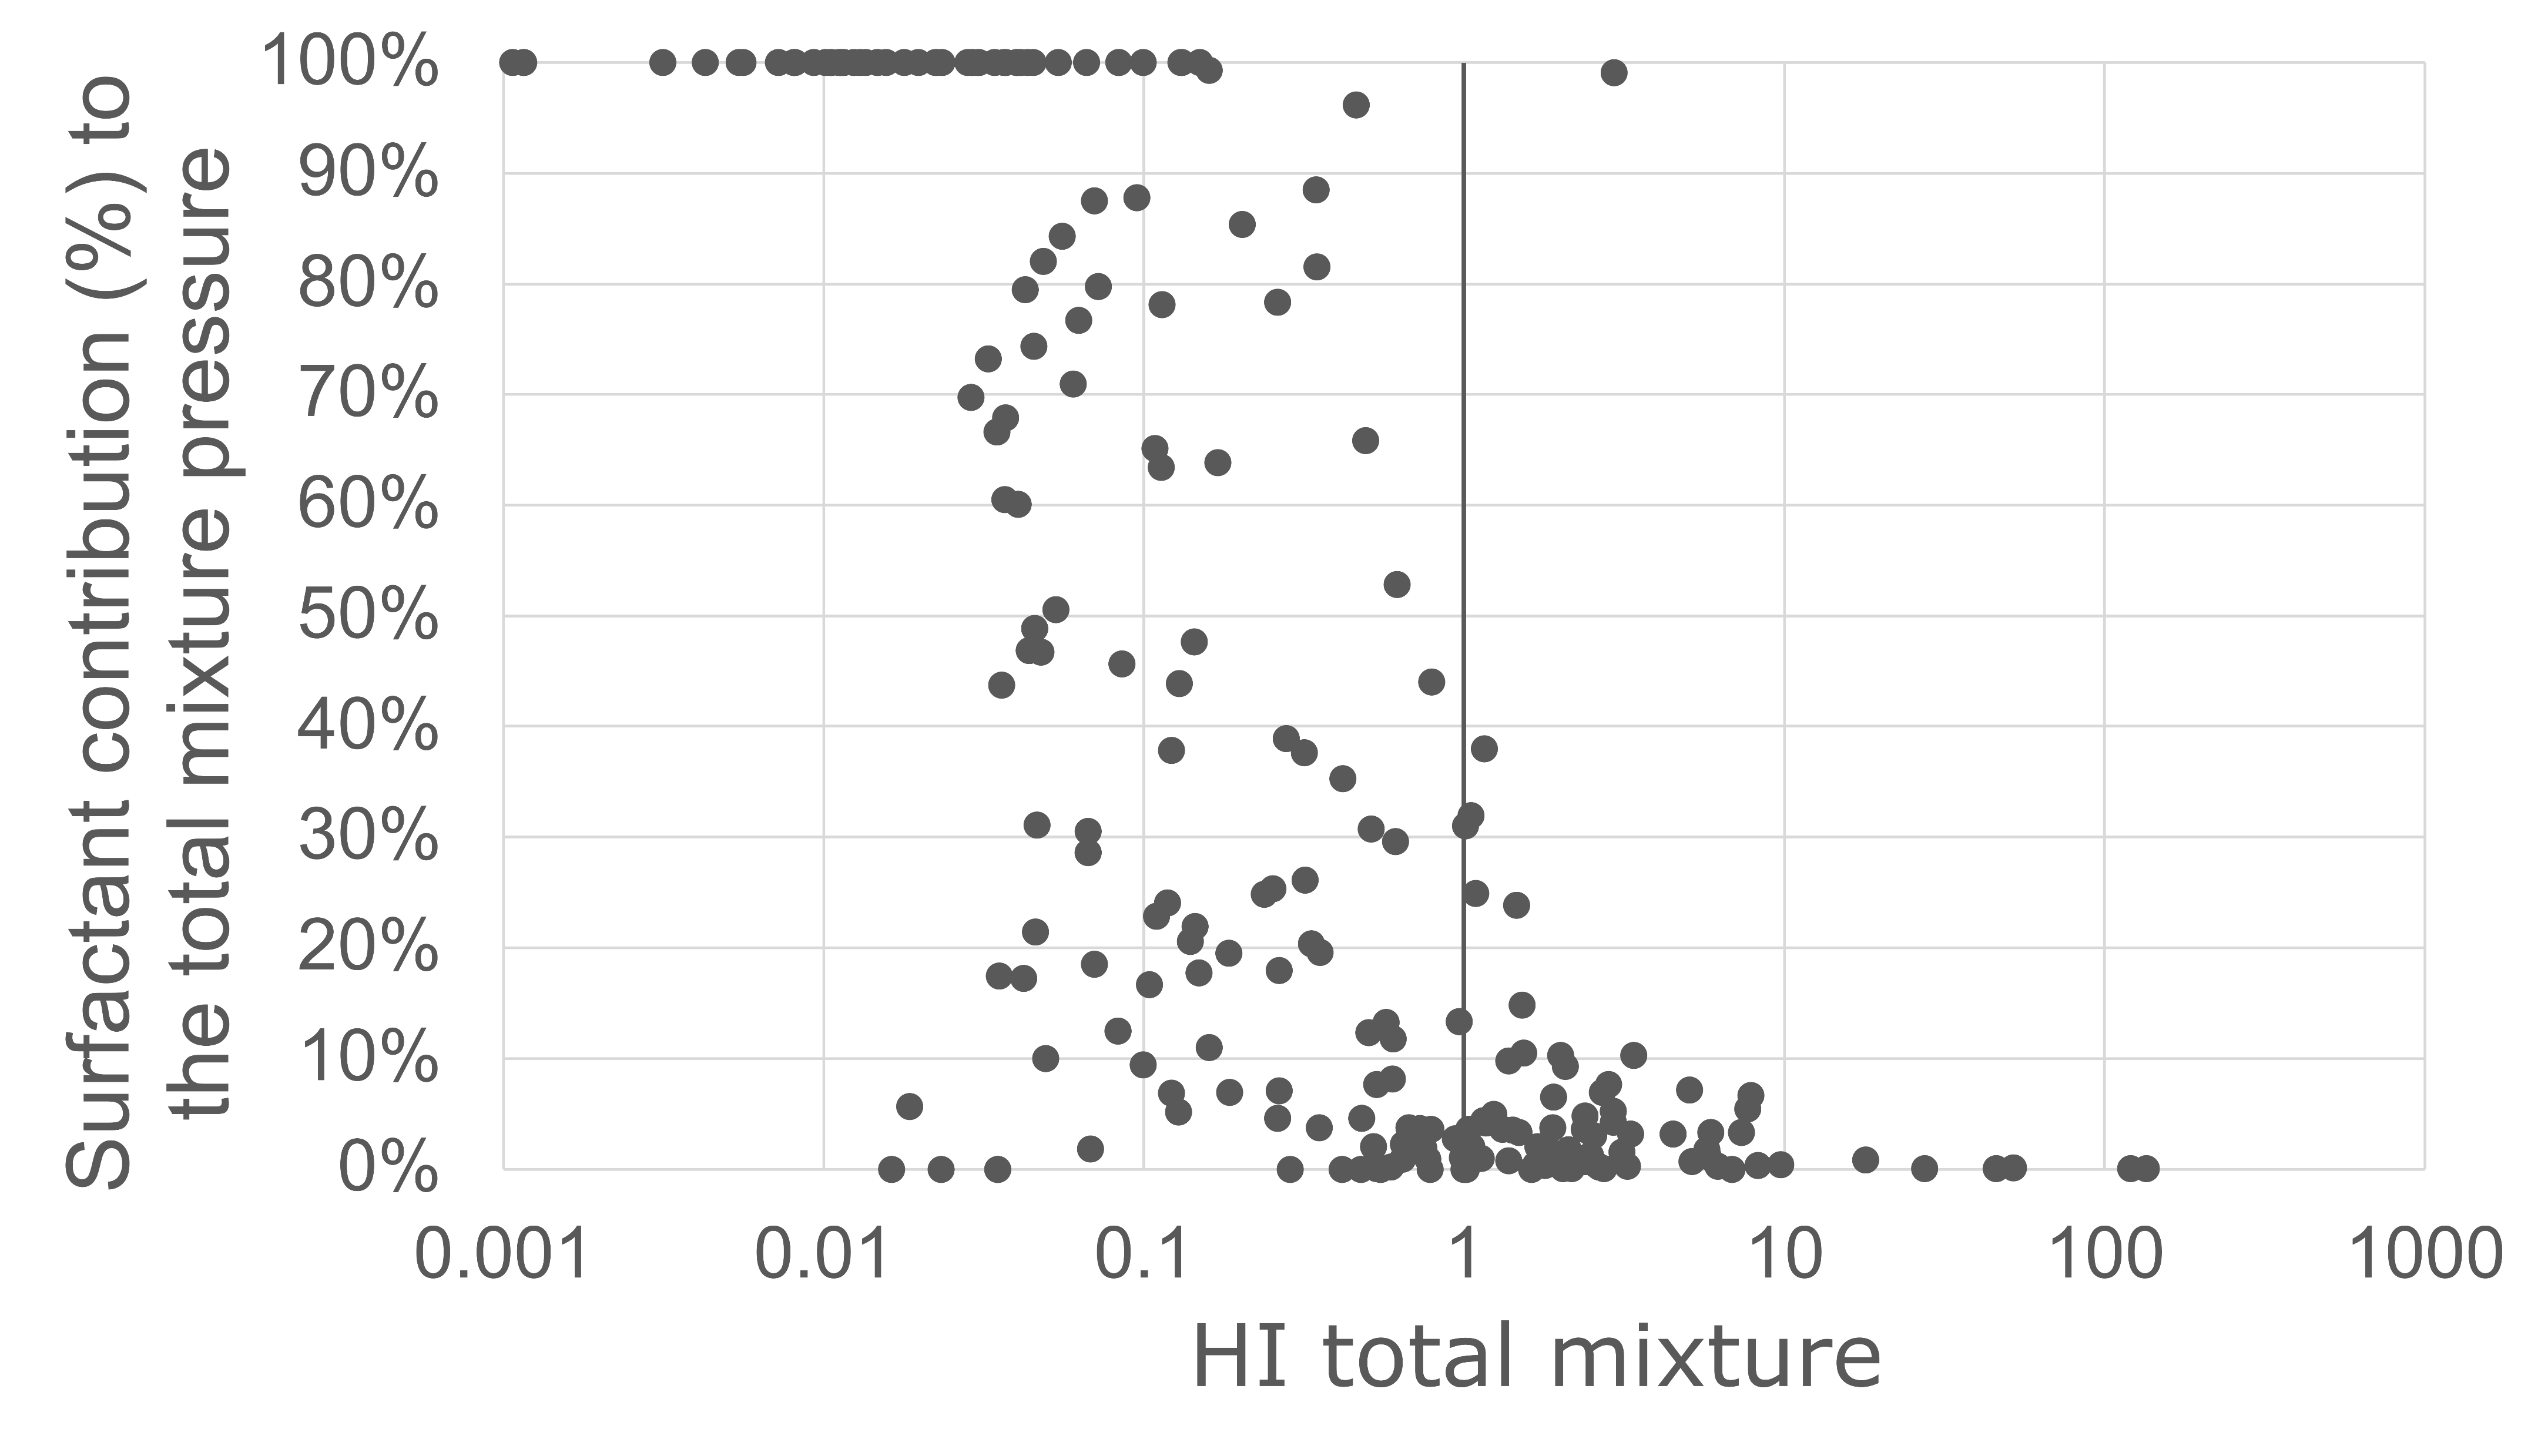 Surfactant contribution (%) to
the total mixture pressure
100%
90%
80%
70%
60%
50%
40%
30%
20%
10%
0%
0.001 0.01 0.1 1 10 100 1000
HI total mixture